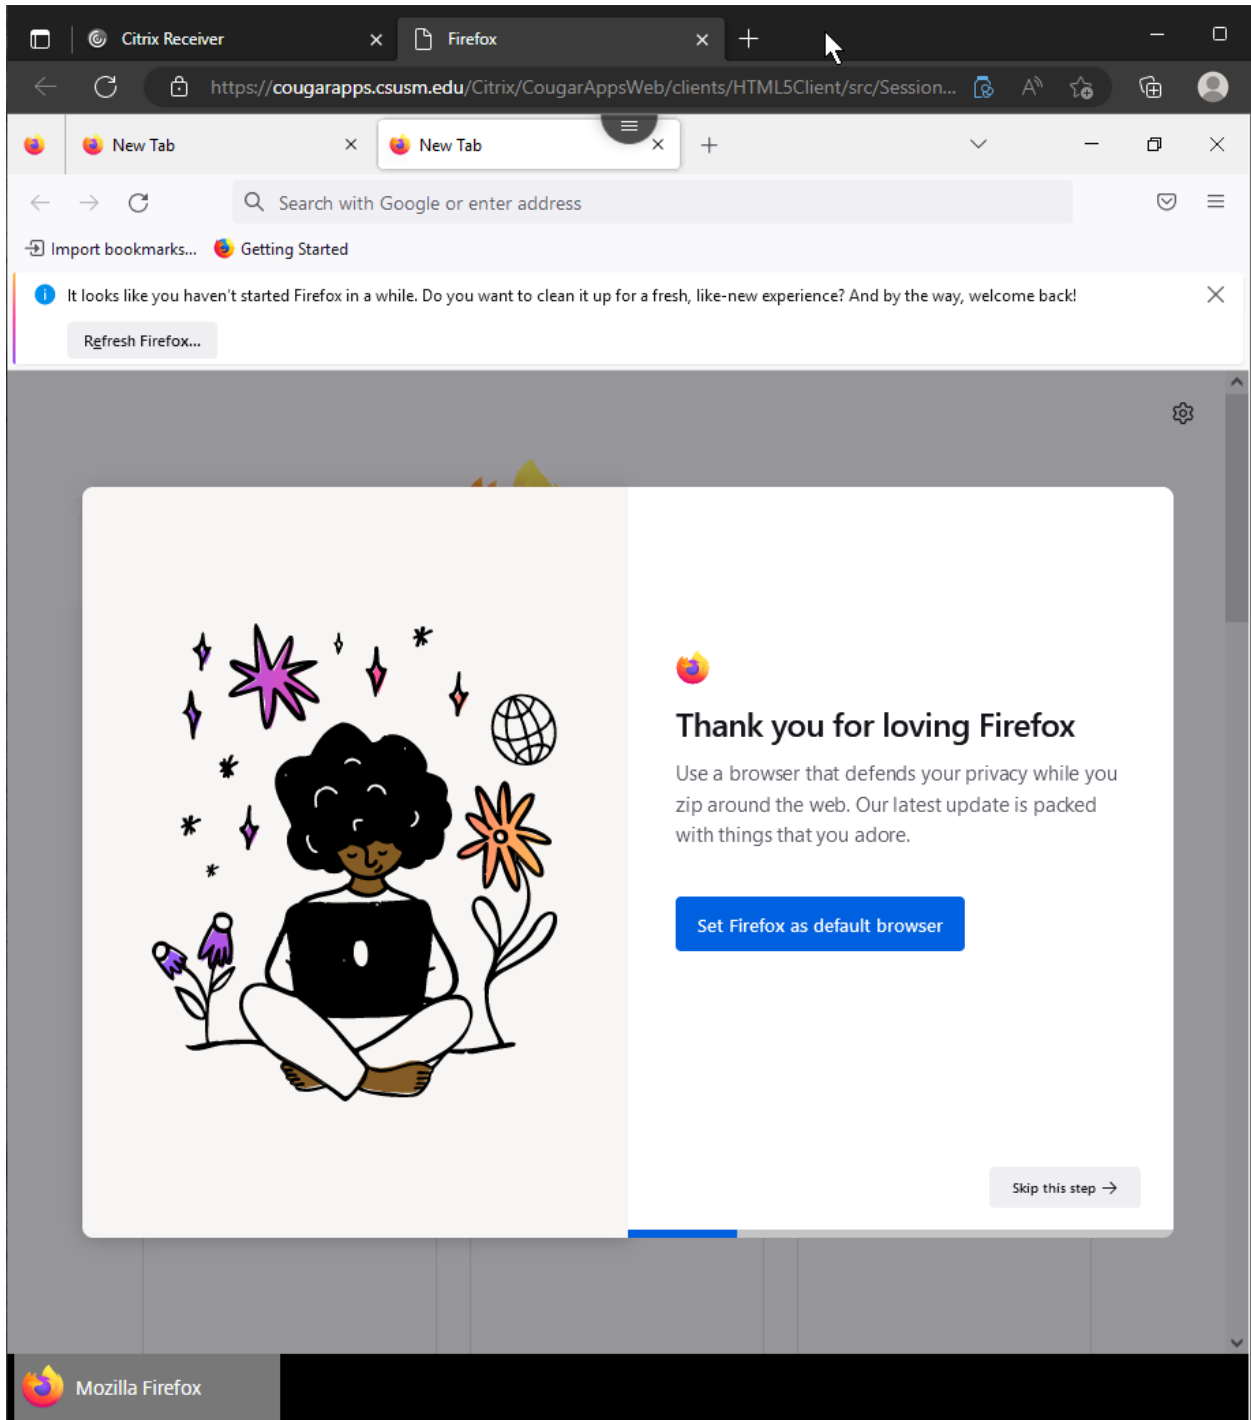 Citrix Receiver
Firefox
https://cougarapps.csusm.edu/Citrix/CougarAppsWeb/clients/HTML5Client/src/Session...
New Tab
New Tab
Search with Google or enter address
Import bookmarks...
Getting Started
It looks like you haven't started Firefox in a while. Do you want to clean it up for a fresh, like-new experience? And by the way, welcome back!
Refresh Firefox...
Thank you for loving Firefox
Use a browser that defends your privacy while you
zip around the web. Our latest update is packed
with things that you adore.
Set Firefox as default browser
Skip this step →
Mozilla Firefox